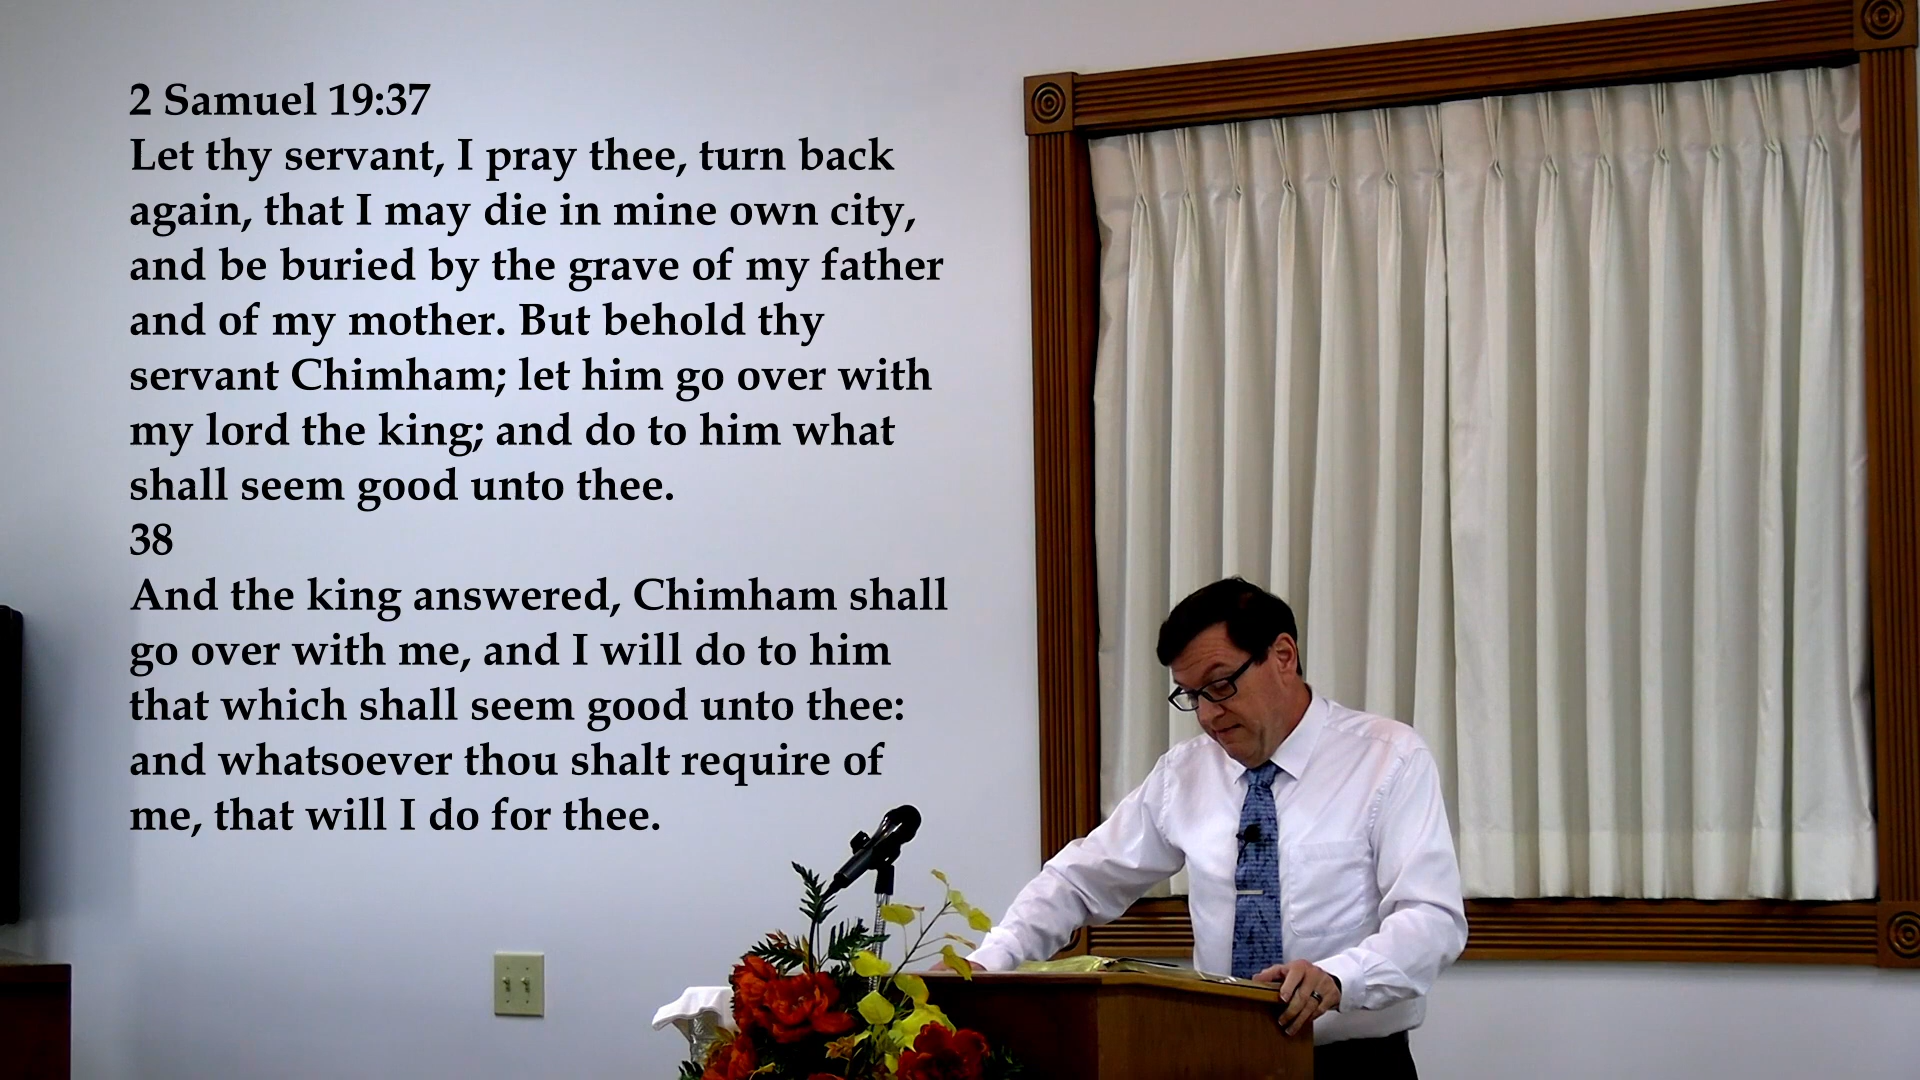 2 Samuel 19:37
Let thy servant, I pray thee, turn back
again, that I may die in mine own city,
and be buried by the grave of my father
and of my mother. But behold thy
servant Chimham; let him go over with
my lord the king; and do to him what
shall seem good unto thee.
38
And the king answered, Chimham shall
go over with me, and I will do to him
that which shall seem good unto thee:
and whatsoever thou shalt require of
me, that will I do for thee.